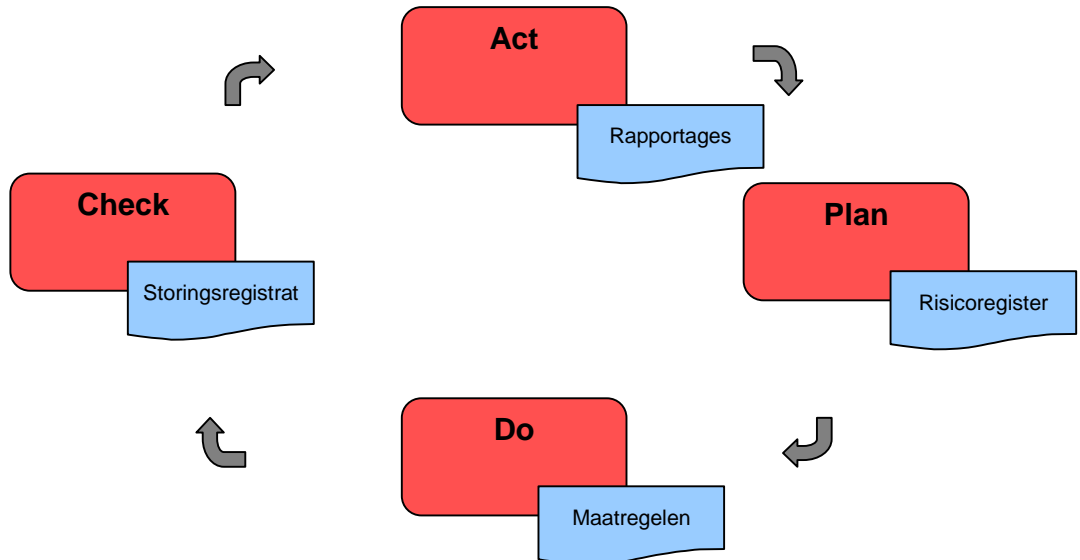 Act
Rapportages
Check
Storingsregistrat
Plan
Risicoregister
Do
Maatregelen